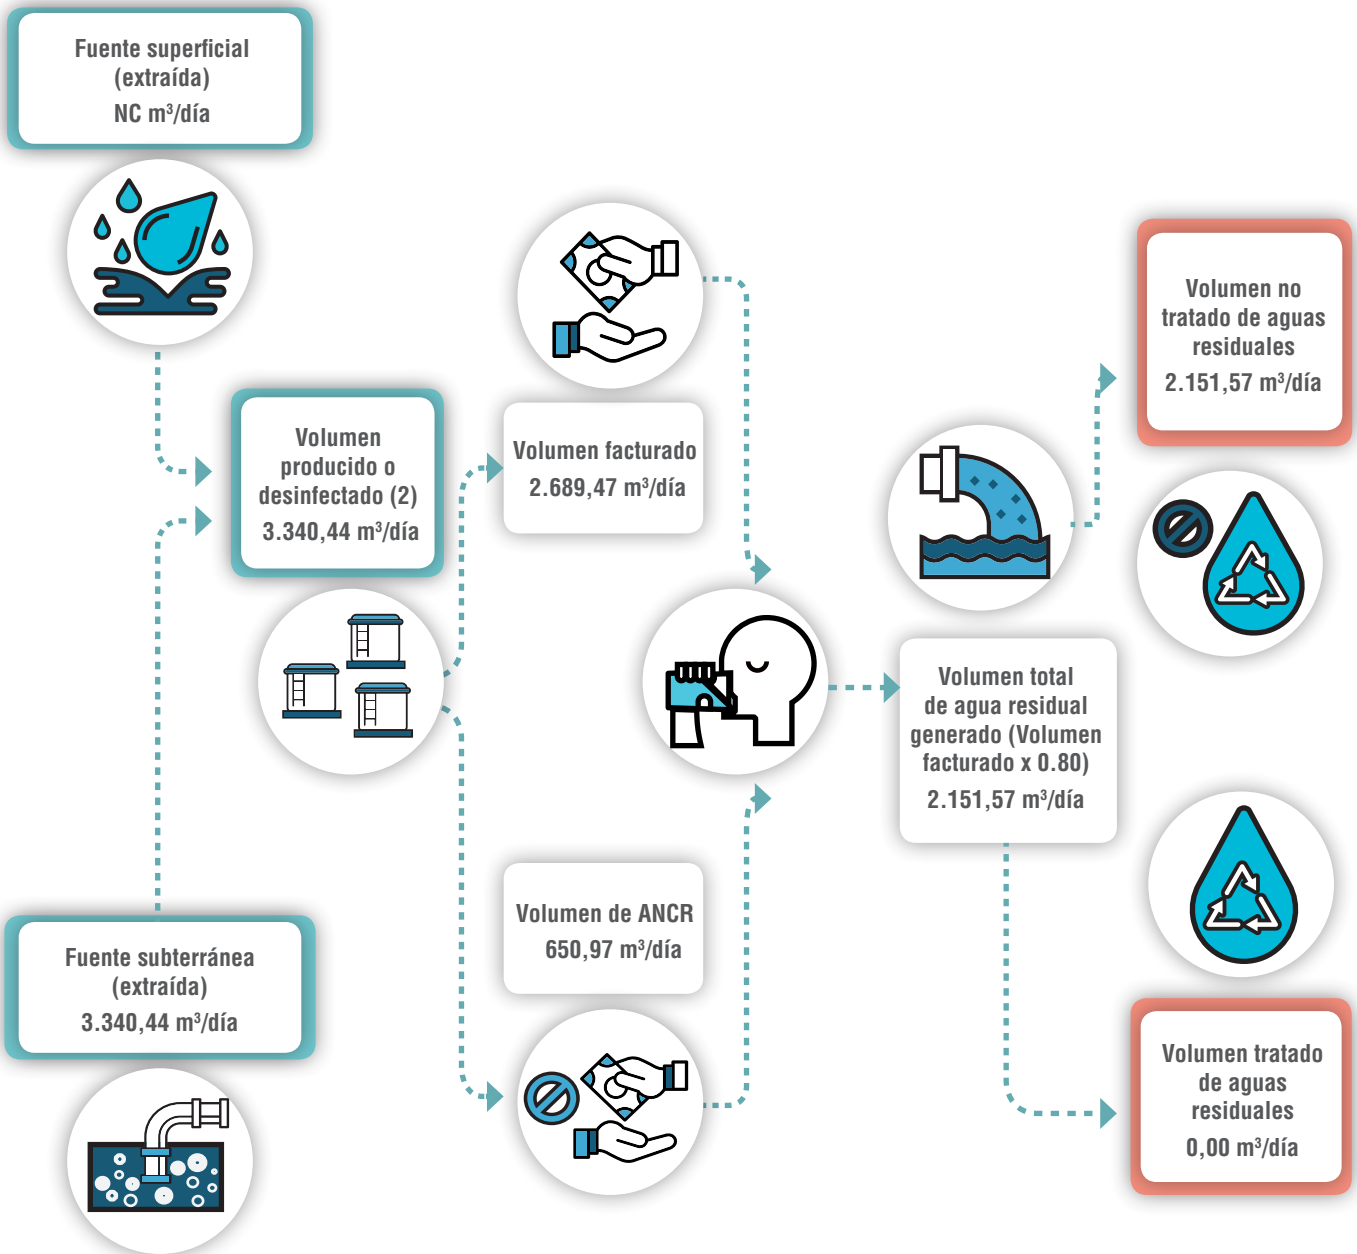 Fuente superficial
(extraída)
NC m³/día
Volumen
producido o
desinfectado (2)
3.340,44 m³/día
Fuente subterránea
(extraída)
3.340,44 m³/día
Volumen facturado
2.689,47 m³/día
Volumen de ANCR
650,97 m³/día
Volumen total
de agua residual
generado (Volumen
facturado x 0.80)
2.151,57 m³/día
Volumen no
tratado de aguas
residuales
2.151,57 m³/día
Volumen tratado
de aguas
residuales
0,00 m³/día